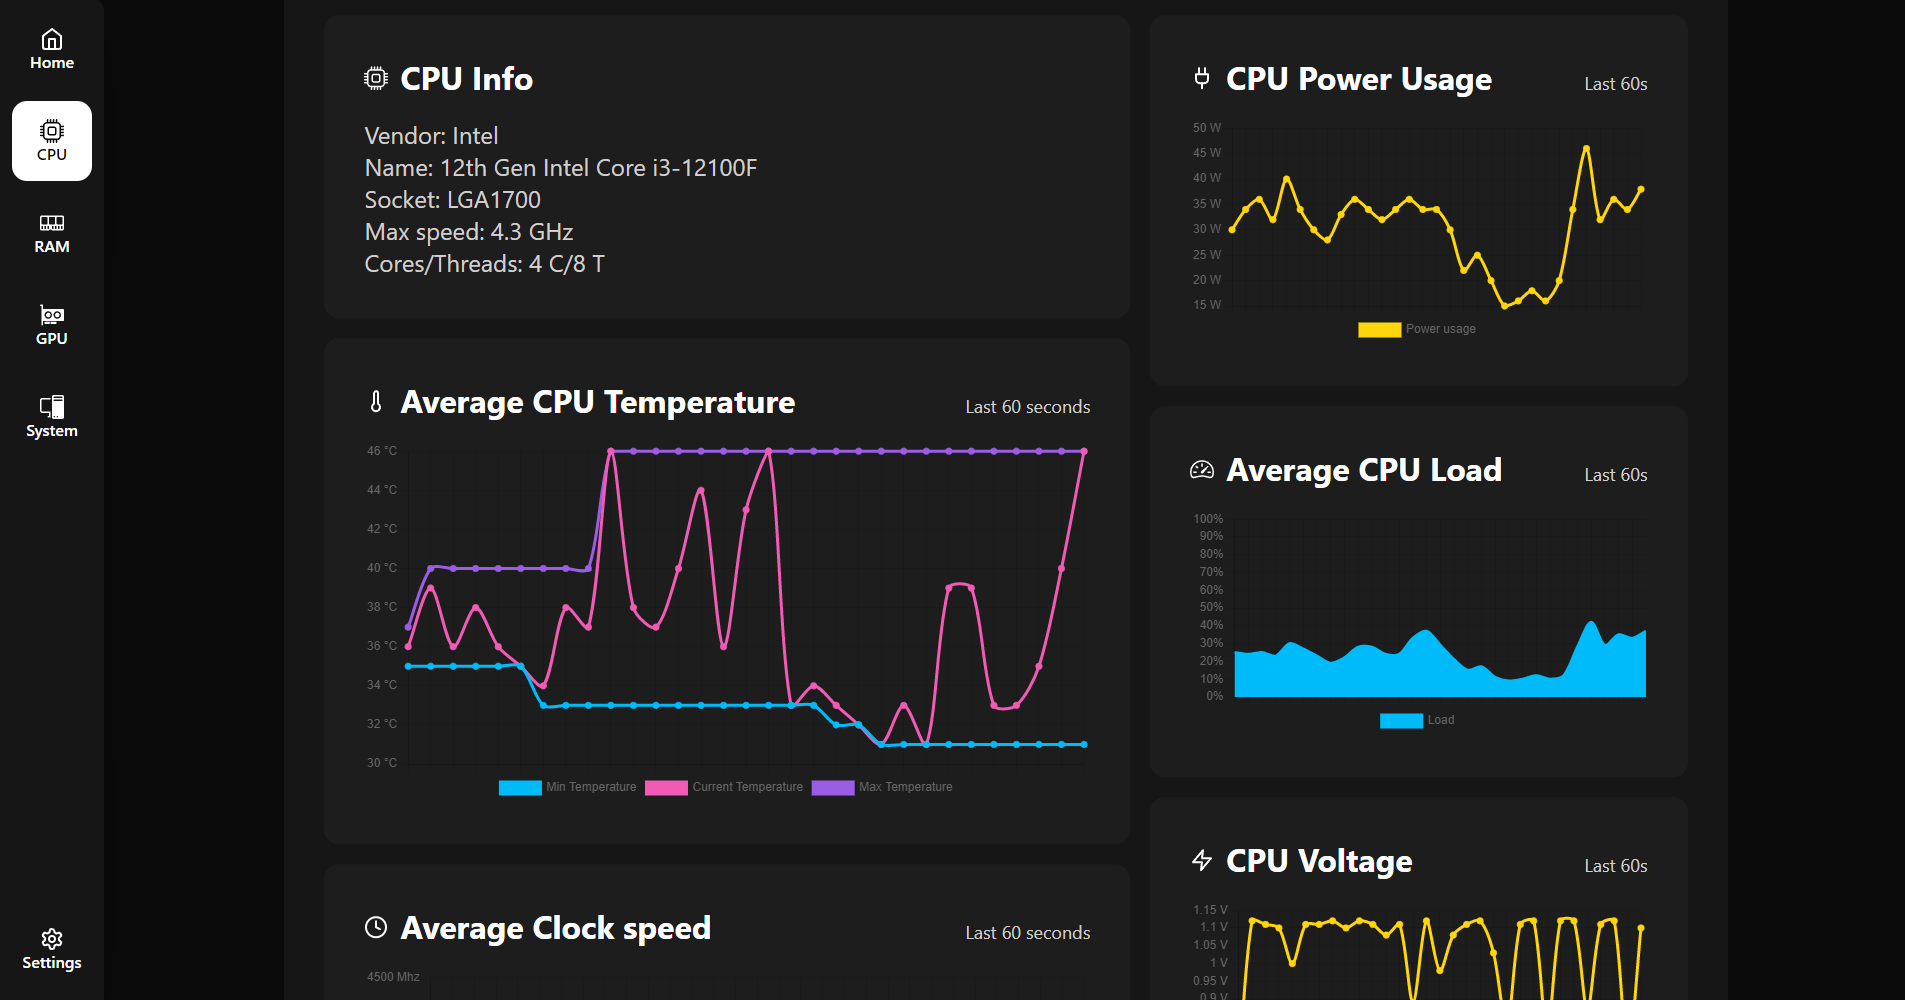 Home
CPU
RAM
GPU
System
Settings
CPU Info
Vendor: Intel
Name: 12th Gen Intel Core i3-12100F
Socket: LGA1700
Max speed: 4.3 GHz
Cores/Threads: 4 C/8 T
Average CPU Temperature
Last 60 seconds
46 °C
44 °C
42 °C
40 °C
38 °C
36 °C
34 °C
32 °C
30 °C
Min Temperature
Current Temperature
Max Temperature
Average Clock speed
Last 60 seconds
4500 Mhz
CPU Power Usage
Last 60s
50 W
45 W
40 W
35 W
30 W
25 W
20 W
15 W
Power usage
Average CPU Load
Last 60s
100%
90%
80%
70%
60%
50%
40%
30%
20%
10%
0%
Load
CPU Voltage
Last 60s
1.15 V
1.1 V
1.05 V
1 V
0.95 V
0.9 V